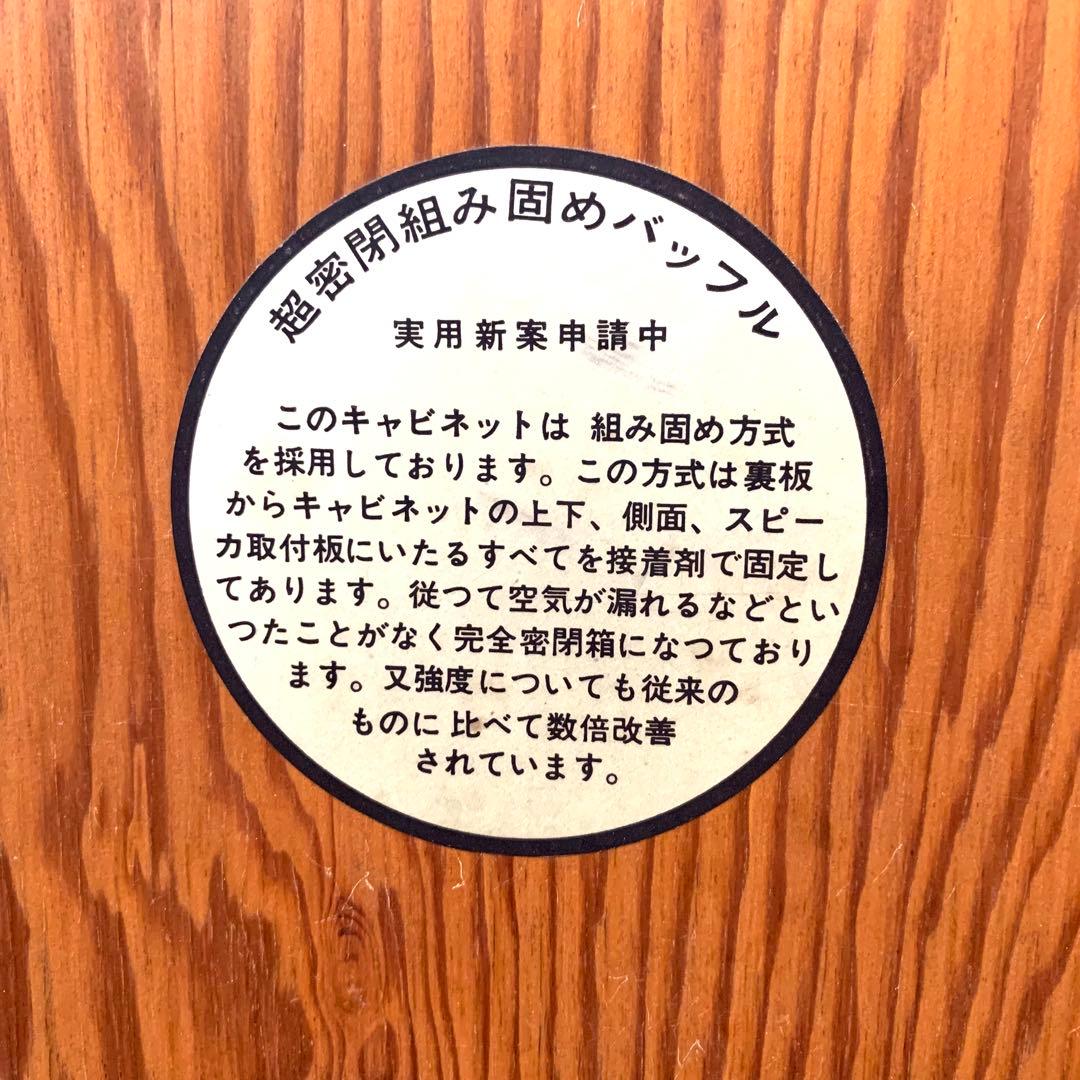 超密閉組み固めバッフル
実用新案申請中
このキャビネットは 組み固め方式
を採用しております。この方式は裏板
からキャビネットの上下、側面、スピー
カ取付板にいたるすべてを接着剤で固定し
てあります。従つて空気が漏れるなどとい
つたことがなく完全密閉箱になつており
ます。又強度についても従来の
ものに比べて数倍改善
されています。